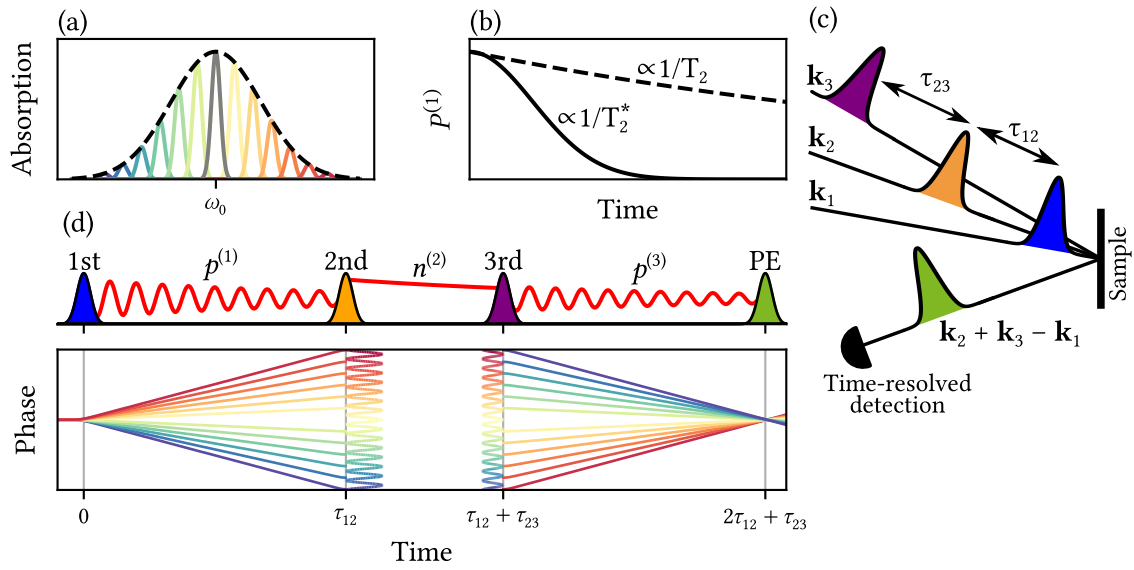 (a)
Absorption
ω₀
(b)
P⁽¹⁾
∝1/T₂
∝1/T₂*
Time
(c)
k₃
k₂
k₁
τ₂₃
τ₁₂
Sample
k₂ + k₃ − k₁
Time-resolved
detection
(d)
1st
p⁽¹⁾
2nd
n⁽²⁾
3rd
p⁽³⁾
PE
Phase
0
τ₁₂
τ₁₂ + τ₂₃
2τ₁₂ + τ₂₃
Time